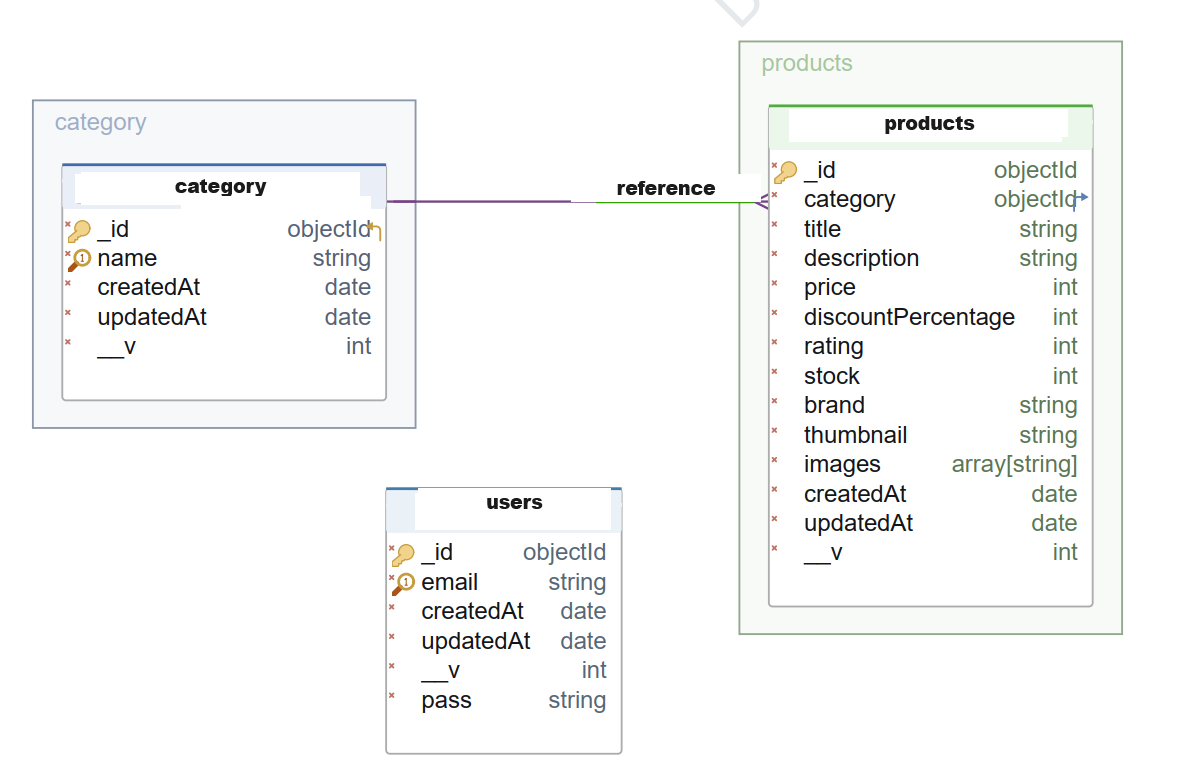 category
category
_id objectId
name string
createdAt date
updatedAt date
__v int
reference
products
products
_id objectId
category objectId
title string
description string
price int
discountPercentage int
rating int
stock int
brand string
thumbnail string
images array[string]
createdAt date
updatedAt date
__v int
users
_id objectId
email string
createdAt date
updatedAt date
__v int
pass string